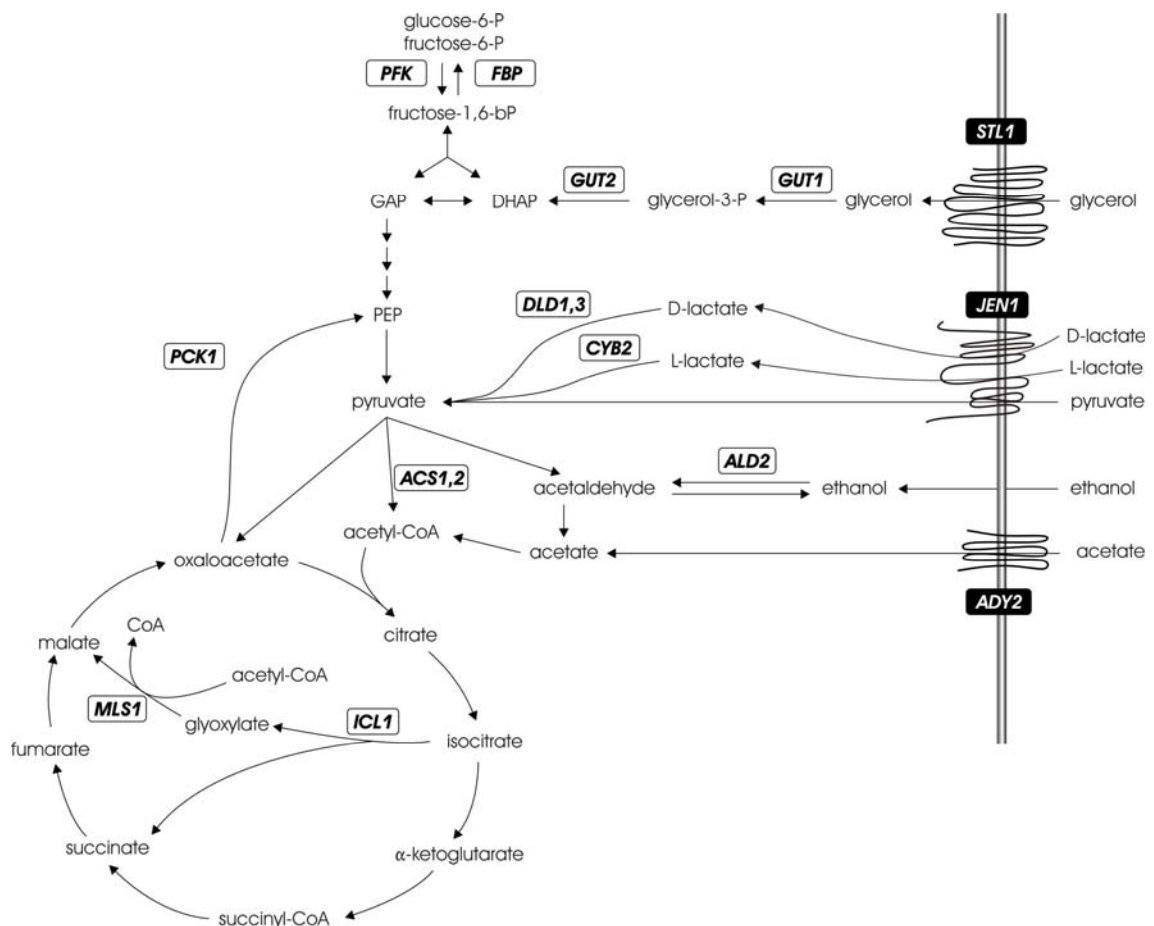 glucose-6-P
fructose-6-P
PFK FBP
fructose-1,6-bP
STL1
GUT2 GUT1
GAP DHAP glycerol-3-P glycerol glycerol
DLD1,3 D-lactate JEN1
PEP
D-lactate
PCK1 CYB2
L-lactate L-lactate
pyruvate pyruvate
ALD2
ACS1,2
acetaldehyde ethanol ethanol
acetyl-CoA
oxaloacetate acetate acetate
ADY2
CoA
malate citrate
acetyl-CoA
MLS1
glyoxylate ICL1
fumarate isocitrate
succinate α-ketoglutarate
succinyl-CoA